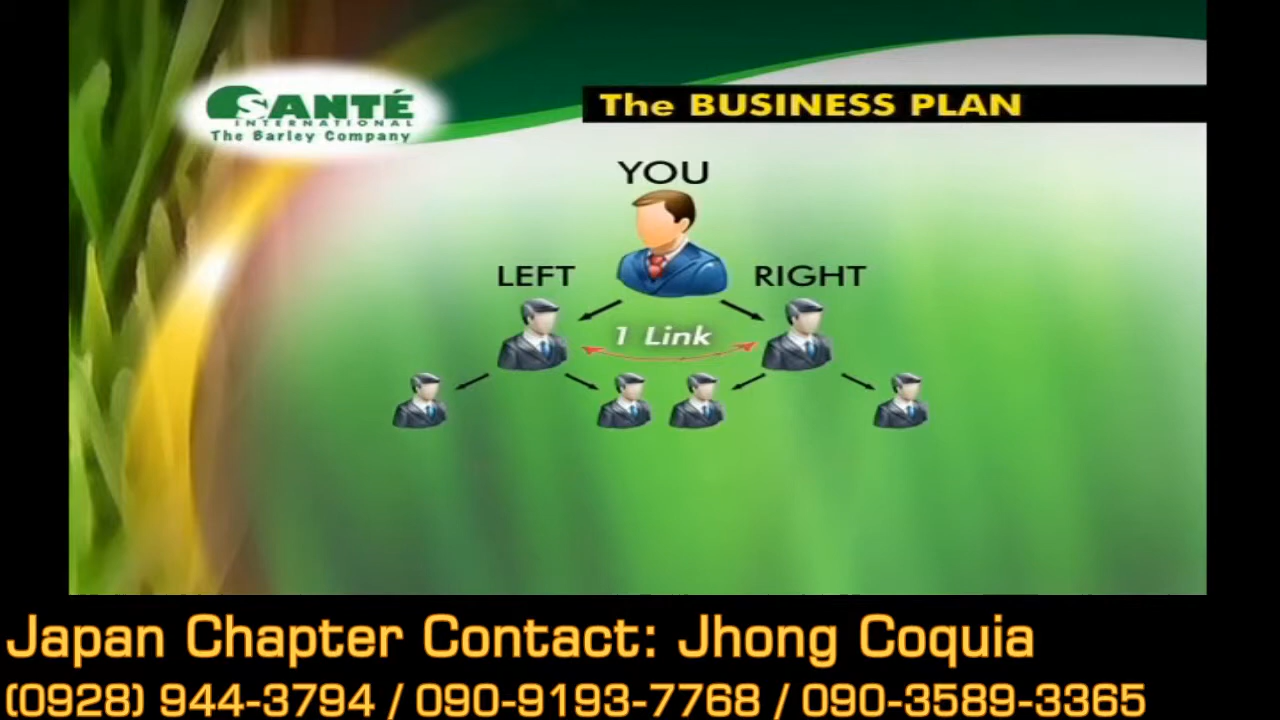 SANTÉ
INTERNATIONAL
The Barley Company
The BUSINESS PLAN
YOU
LEFT
RIGHT
1 Link
Japan Chapter Contact: Jhong Coquia
(0928) 944-3794 / 090-9193-7768 / 090-3589-3365